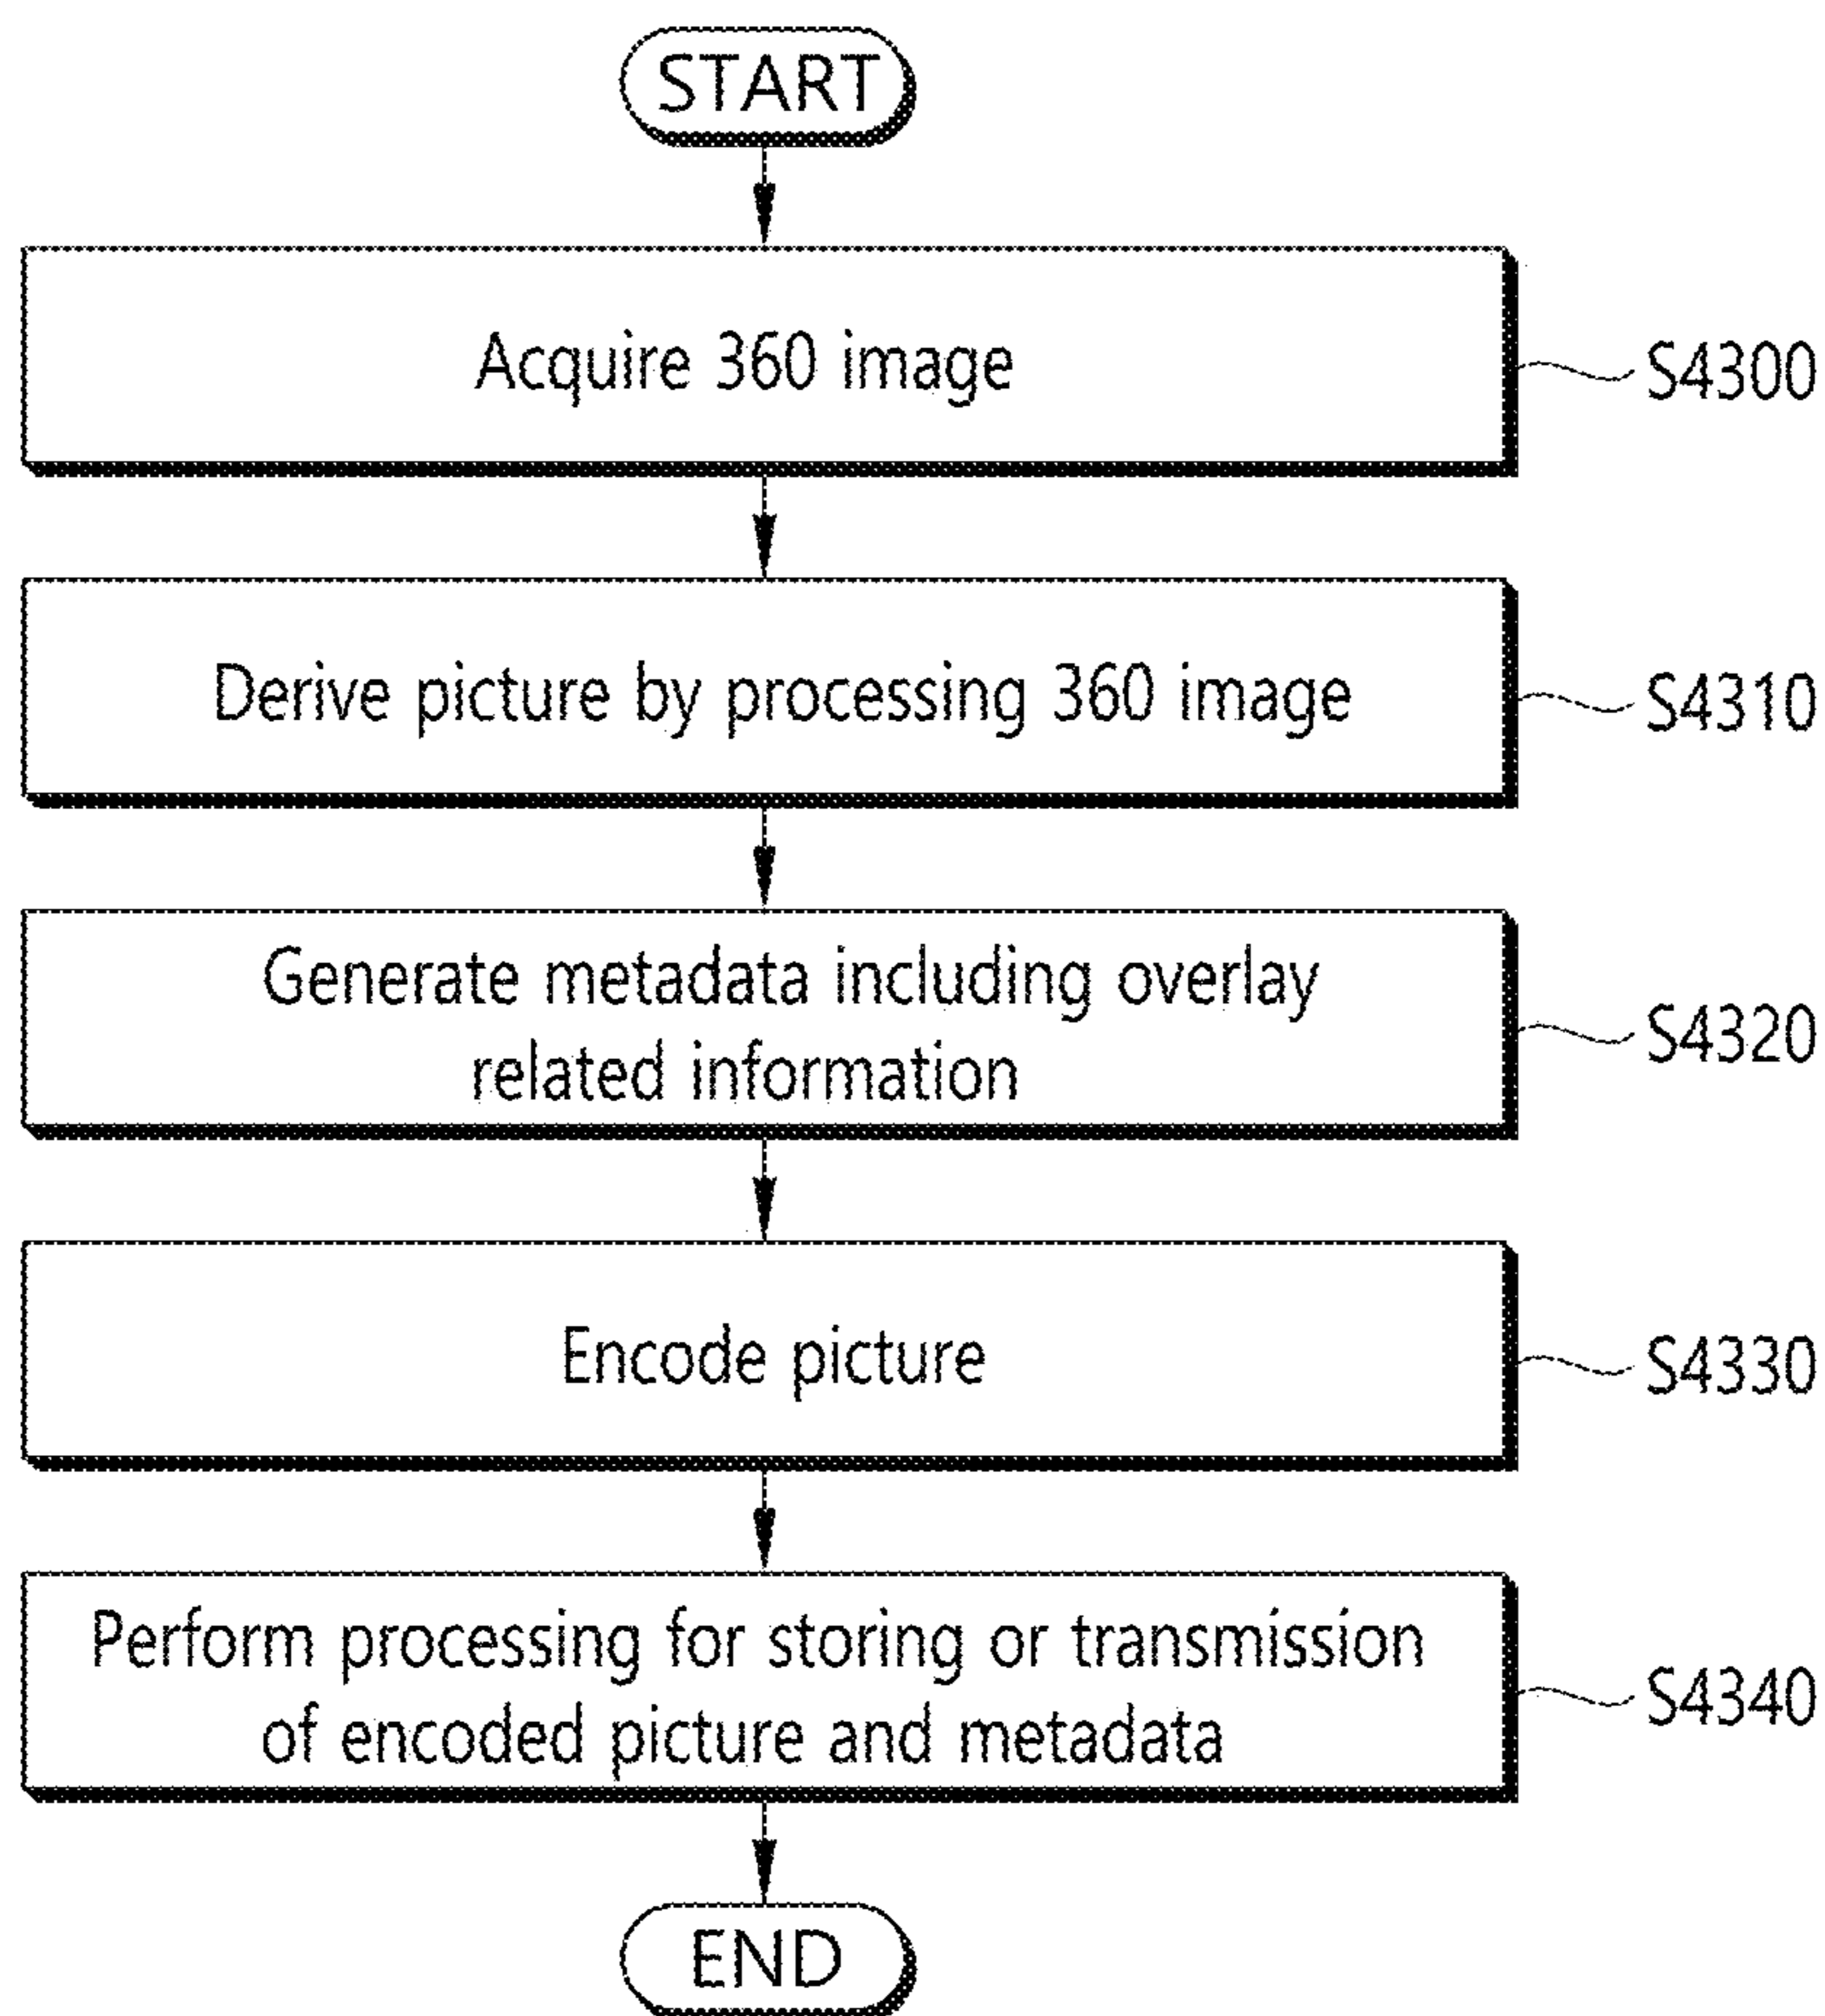 START
Acquire 360 image
S4300
Derive picture by processing 360 image
S4310
Generate metadata including overlay
related information
S4320
Encode picture
S4330
Perform processing for storing or transmission
of encoded picture and metadata
S4340
END